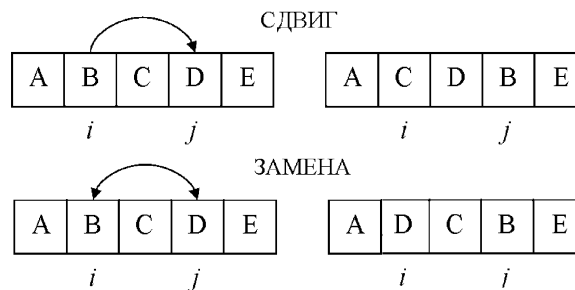 СДВИГ
A B C D E A C D B E
i j i j
ЗАМЕНА
A B C D E A D C B E
i j i j